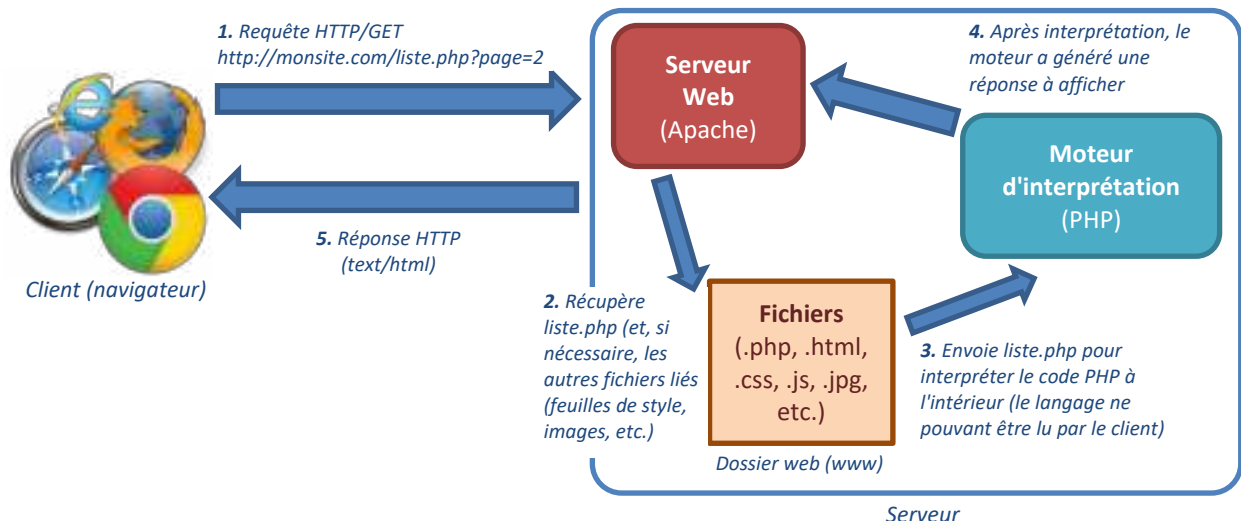 1. Requête HTTP/GET
http://monsite.com/liste.php?page=2
Serveur
Web
(Apache)
4. Après interprétation, le
moteur a généré une
réponse à afficher
Moteur
d'interprétation
(PHP)
5. Réponse HTTP
(text/html)
Client (navigateur)
2. Récupère
liste.php (et, si
nécessaire, les
autres fichiers liés
(feuilles de style,
images, etc.)
Fichiers
(.php, .html,
.css, .js, .jpg,
etc.)
3. Envoie liste.php pour
interpréter le code PHP à
l'intérieur (le langage ne
pouvant être lu par le client)
Dossier web (www)
Serveur